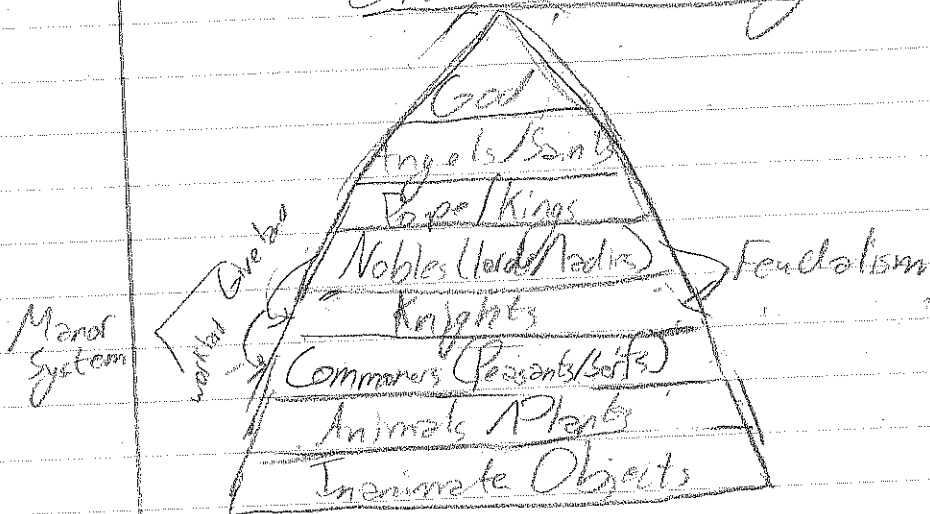 God
Angels/Saints
Pope/Kings
Nobles (lords/ladies)
Feudalism
Knights
Manor
System
Commoners (Peasants/Serfs)
Animals/Plants
Inanimate Objects